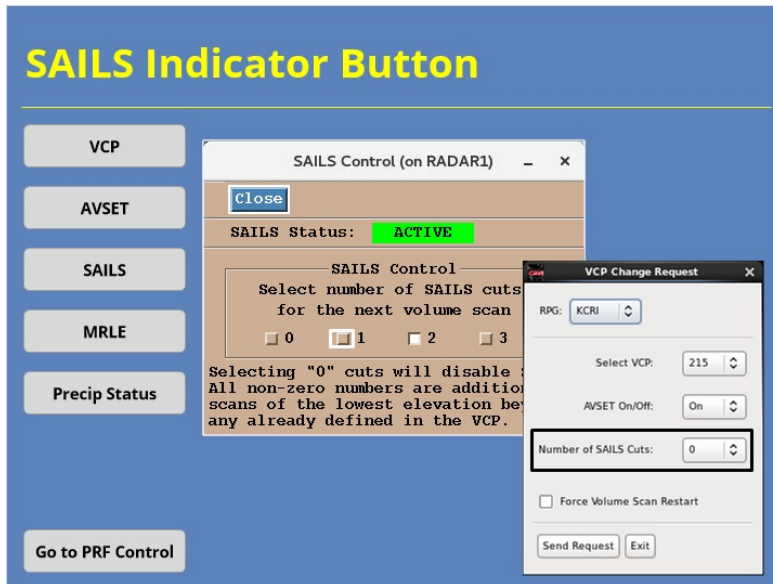 SAILS Indicator Button
VCP
AVSET
SAILS
MRLE
Precip Status
Go to PRF Control
SAILS Control (on RADAR1)
Close
SAILS Status: ACTIVE
SAILS Control
Select number of SAILS cuts
for the next volume scan
0 1 2 3
Selecting "0" cuts will disable
All non-zero numbers are
scans of the lowest elevation
any already defined in the VCP.
VCP Change Request
RPG: KCRI
Select VCP: 215
AVSET On/Off: On
Number of SAILS Cuts: 0
Force Volume Scan Restart
Send Request Exit